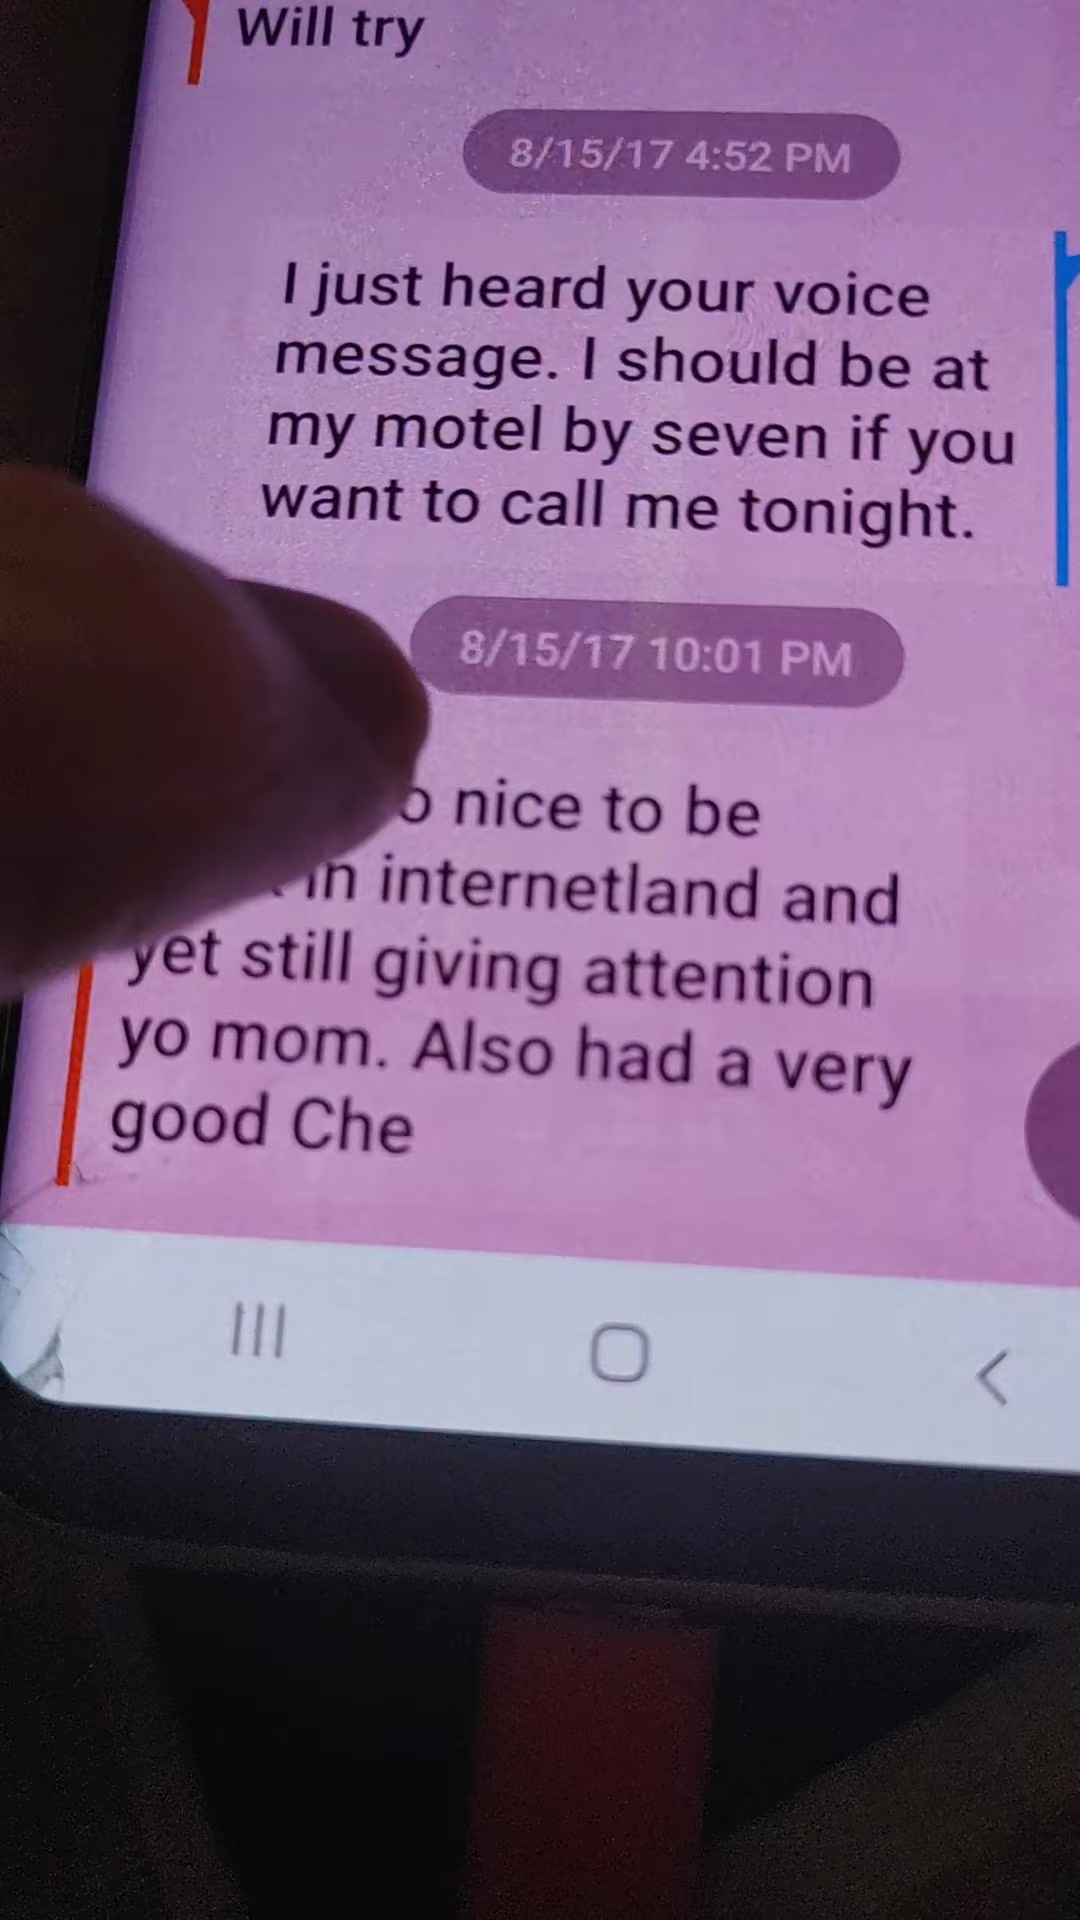 Will try
8/15/17 4:52 PM
I just heard your voice
message. I should be at
my motel by seven if you
want to call me tonight.
8/15/17 10:01 PM
nice to be
in internetland and
yet still giving attention
yo mom. Also had a very
good Che